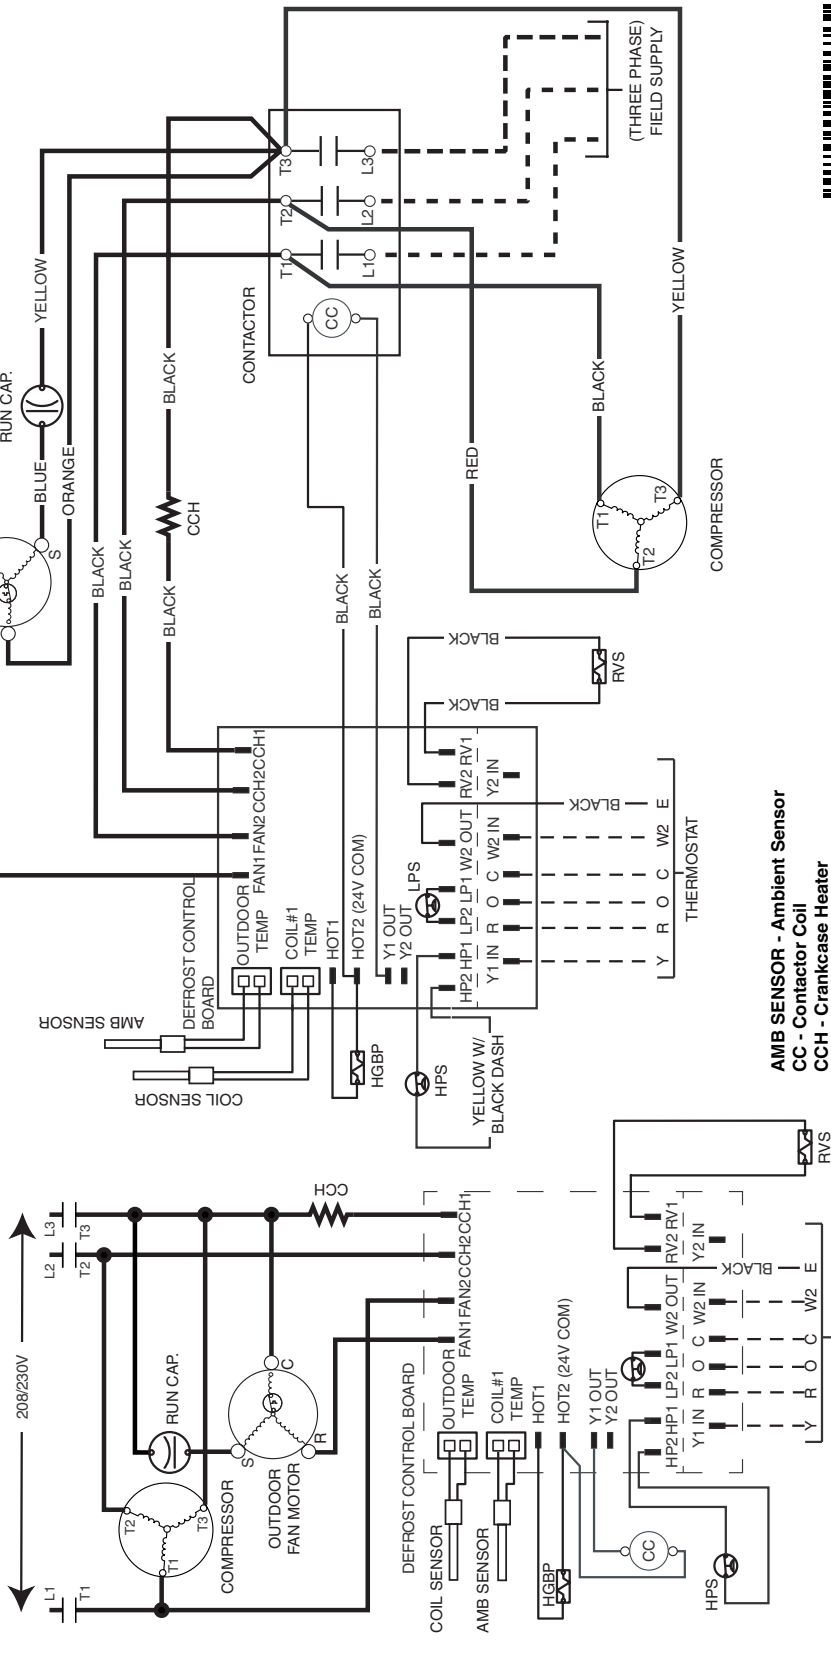 RUN CAP.
YELLOW
BLUE
ORANGE
S
BLACK
BLACK
BLACK
CCH
BLACK
CONTACTOR
T3
T2
T1
L3
L2
L1
CC
(THREE PHASE)
FIELD SUPPLY
YELLOW
BLACK
RED
BLACK
BLACK
T1
T2
T3
COMPRESSOR
BLACK
BLACK
RVS
DEFROST CONTROL
BOARD
FAN1 FAN2 CCH2 CCH1
OUTDOOR
TEMP
COIL#1
TEMP
HOT1
HOT2 (24V COM)
Y1 OUT
Y2 OUT
LPS
HP2 HP1 LP2 LP1 W2 OUT RV2 RV1
Y1 IN R O C W2 IN Y2 IN
BLACK
Y R O C W2 E
THERMOSTAT
AMB SENSOR
COIL SENSOR
HGBP
HPS
YELLOW W/
BLACK DASH
AMB SENSOR - Ambient Sensor
CC - Contactor Coil
CCH - Crankcase Heater
208/230V
L1
T1
L2
T2
L3
T3
CCH
RUN CAP.
T2
T1
T3
COMPRESSOR
S
C
R
OUTDOOR
FAN MOTOR
DEFROST CONTROL BOARD
FAN1 FAN2 CCH2 CCH1
OUTDOOR
TEMP
COIL#1
TEMP
HOT1
HOT2 (24V COM)
Y1 OUT
Y2 OUT
COIL SENSOR
AMB SENSOR
HGBP
CC
HPS
HP2 HP1 LP2 LP1 W2 OUT RV2 RV1
Y1 IN R O C W2 IN Y2 IN
BLACK
Y R O C W2 E
RVS